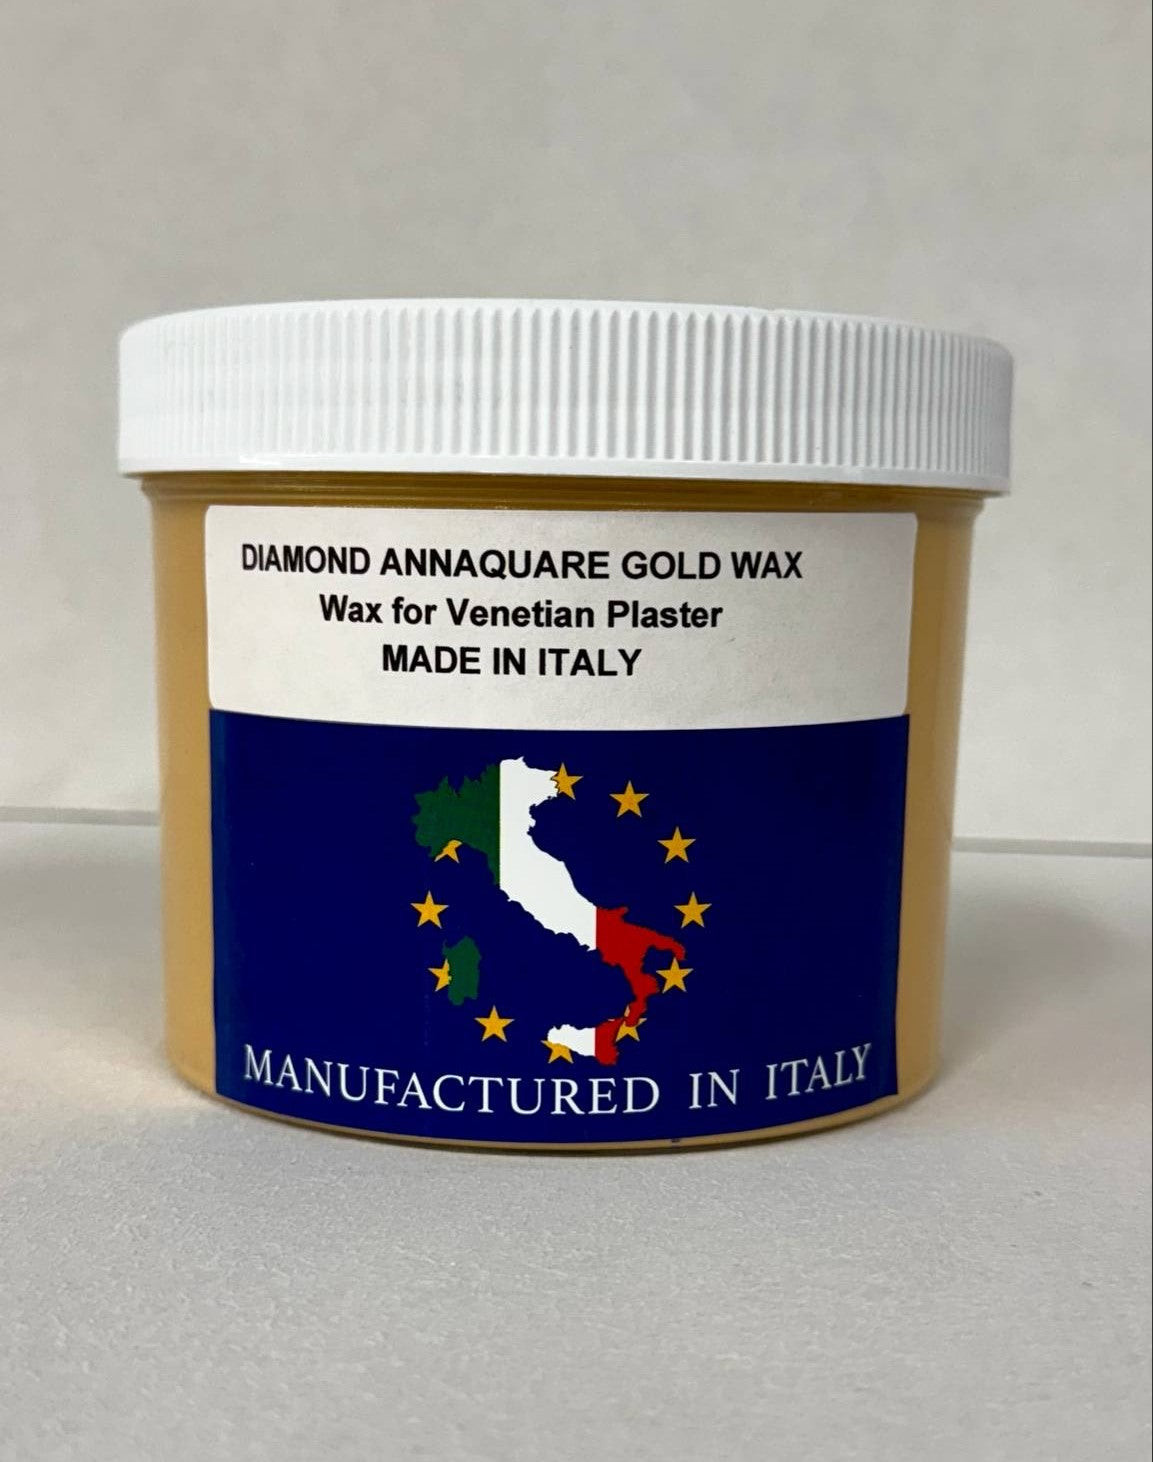 DIAMOND ANNAQUARE GOLD WAX
Wax for Venetian Plaster
MADE IN ITALY
MANUFACTURED IN ITALY